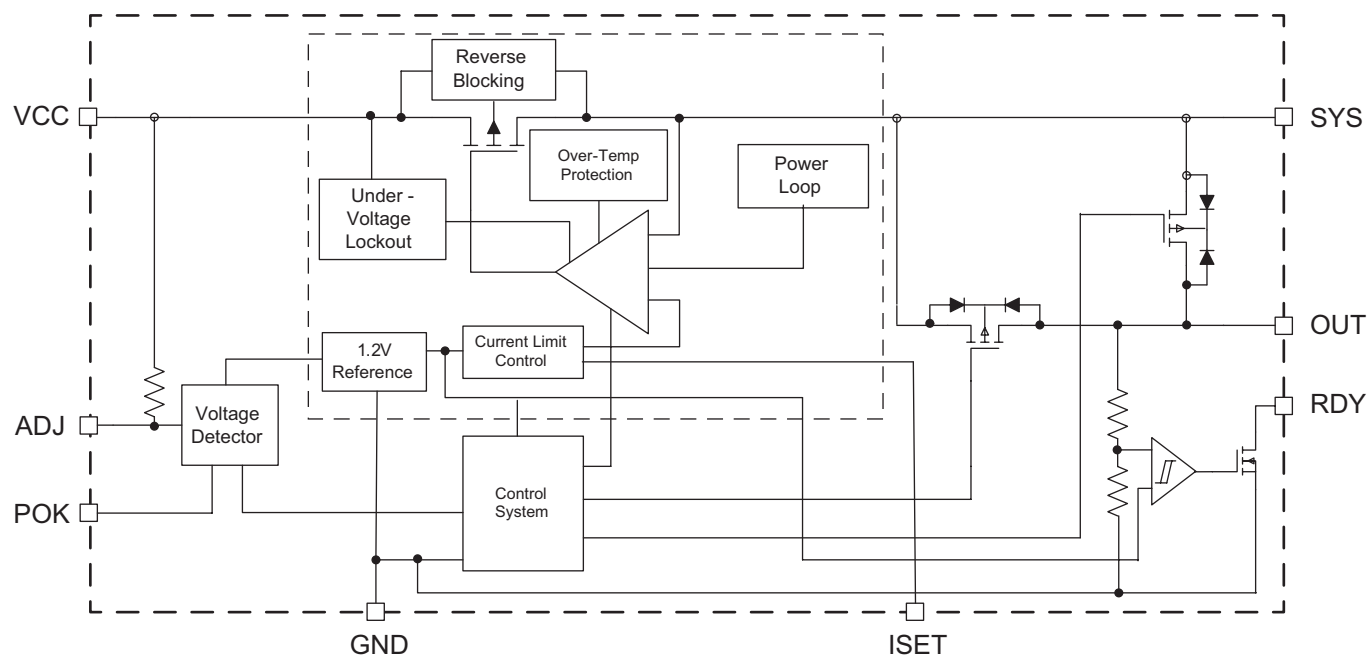 Reverse
Blocking
VCC
SYS
Over-Temp
Protection
Power
Loop
Under -
Voltage
Lockout
OUT
1.2V
Reference
Current Limit
Control
RDY
ADJ
Voltage
Detector
POK
Control
System
GND
ISET